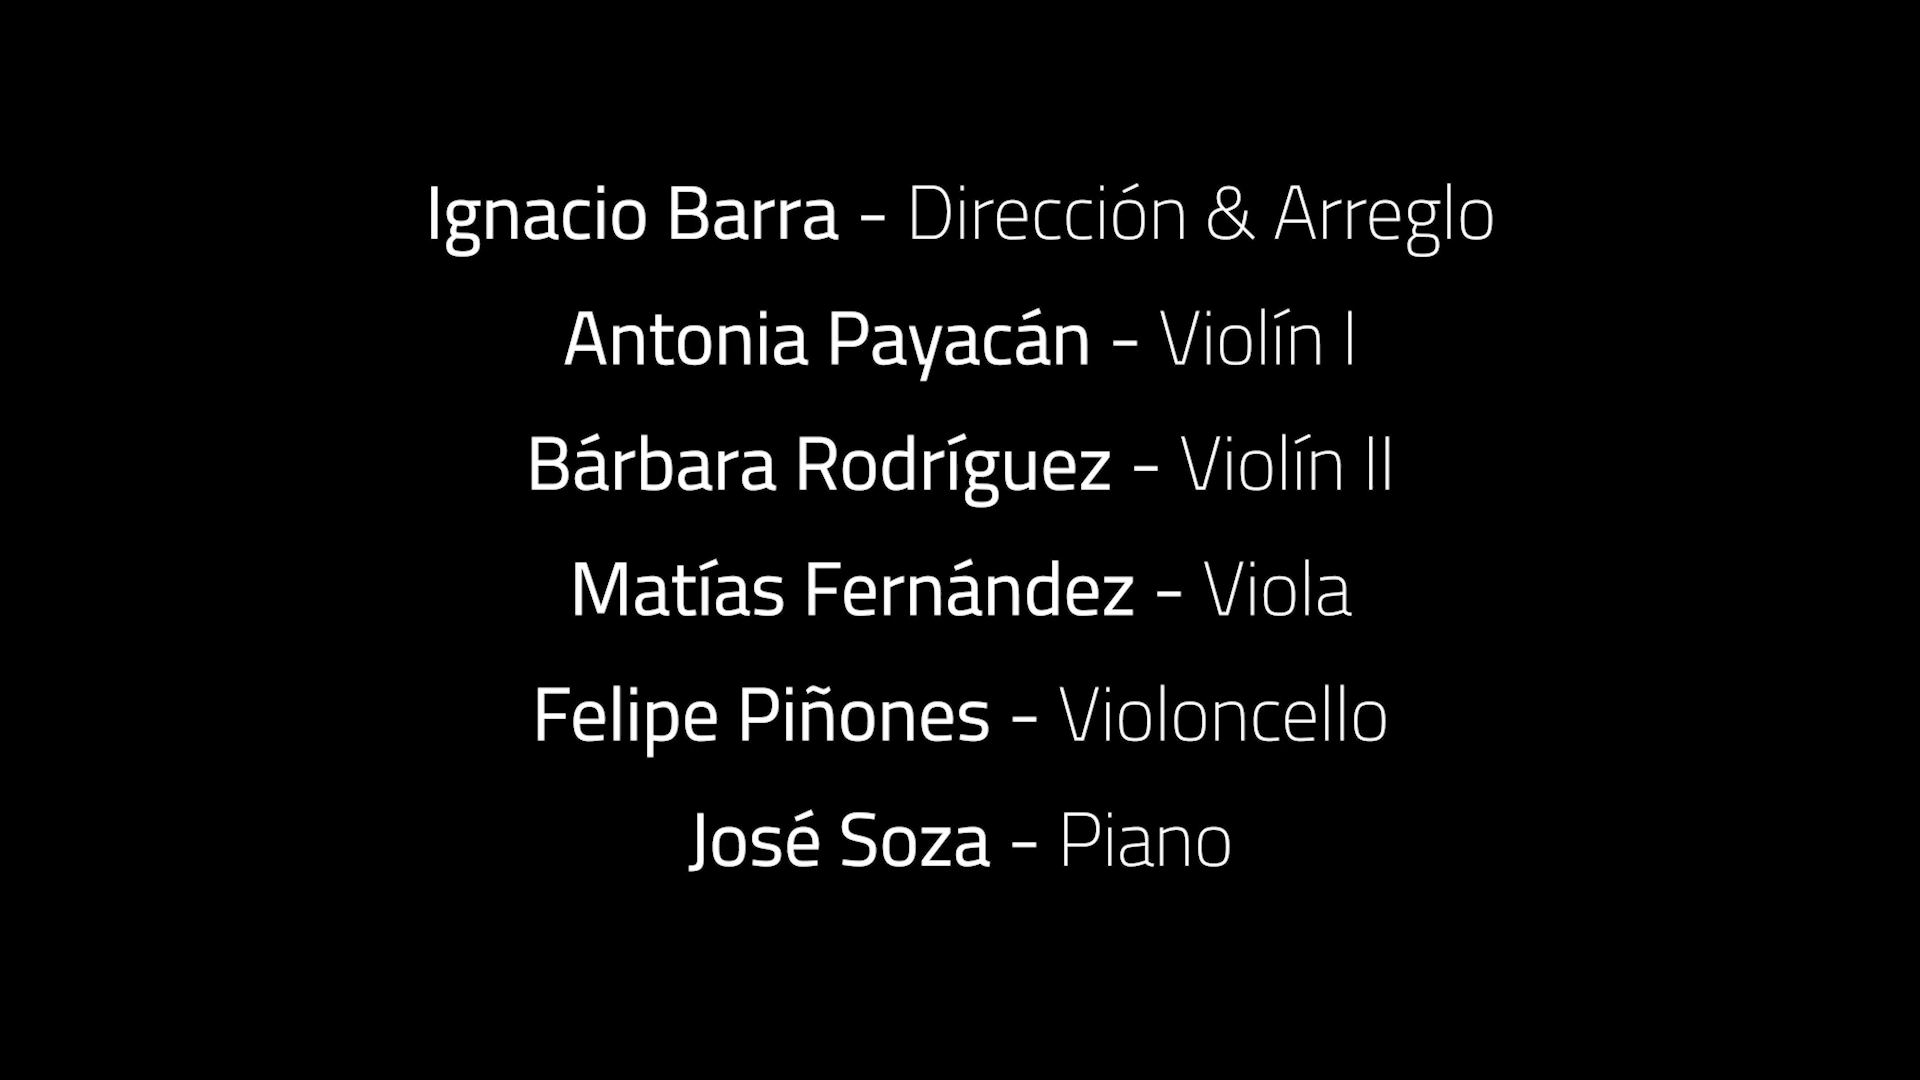 Ignacio Barra - Dirección & Arreglo
Antonia Payacán - Violín I
Bárbara Rodríguez - Violín II
Matías Fernández - Viola
Felipe Piñones - Violoncello
José Soza - Piano